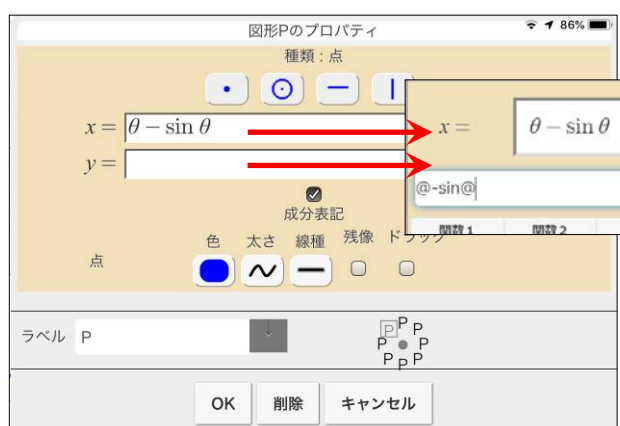 図形Pのプロパティ
86%
種類 : 点
x = θ − sin θ
y =
x = θ − sin θ
@-sin@
関数1 関数2
成分表記
色 太さ 線種 残像 ドラッグ
点
ラベル P
P P P P P P P P
OK 削除 キャンセル